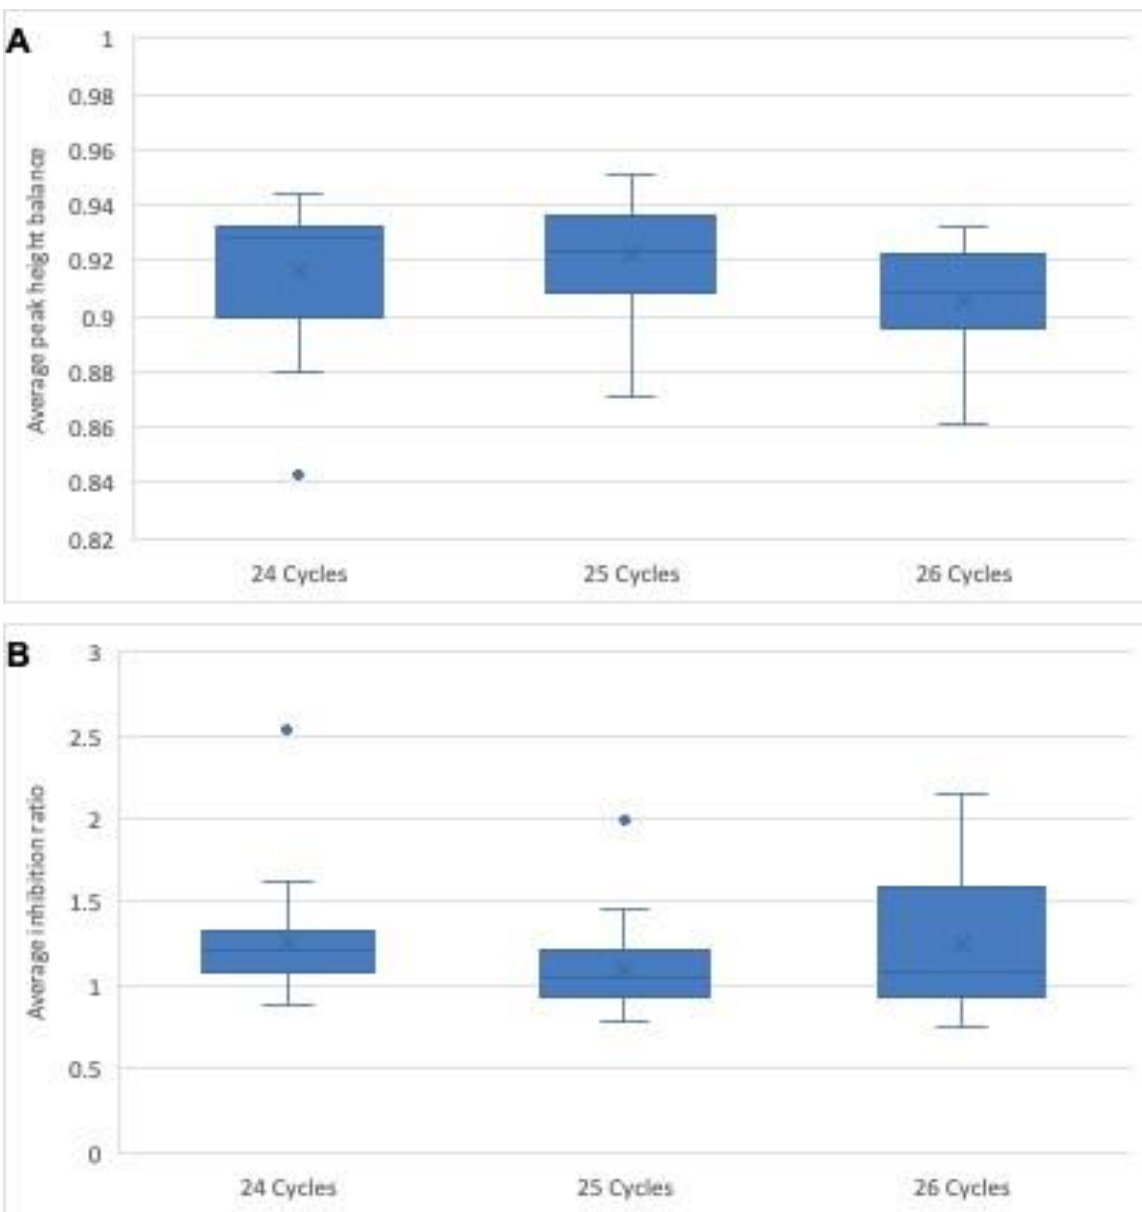 A
Average peak height balance
1
0.98
0.96
0.94
0.92
0.9
0.88
0.86
0.84
0.82
24 Cycles 25 Cycles 26 Cycles
B
Average inhibition ratio
3
2.5
2
1.5
1
0.5
0
24 Cycles 25 Cycles 26 Cycles